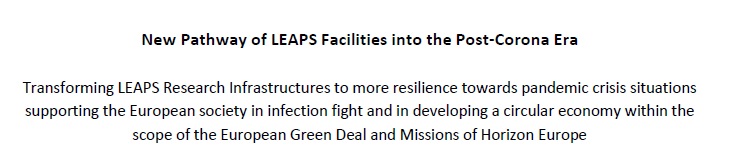 New Pathway of LEAPS Facilities into the Post-Corona Era
Transforming LEAPS Research Infrastructures to more resilience towards pandemic crisis situations
supporting the European society in infection fight and in developing a circular economy within the
scope of the European Green Deal and Missions of Horizon Europe